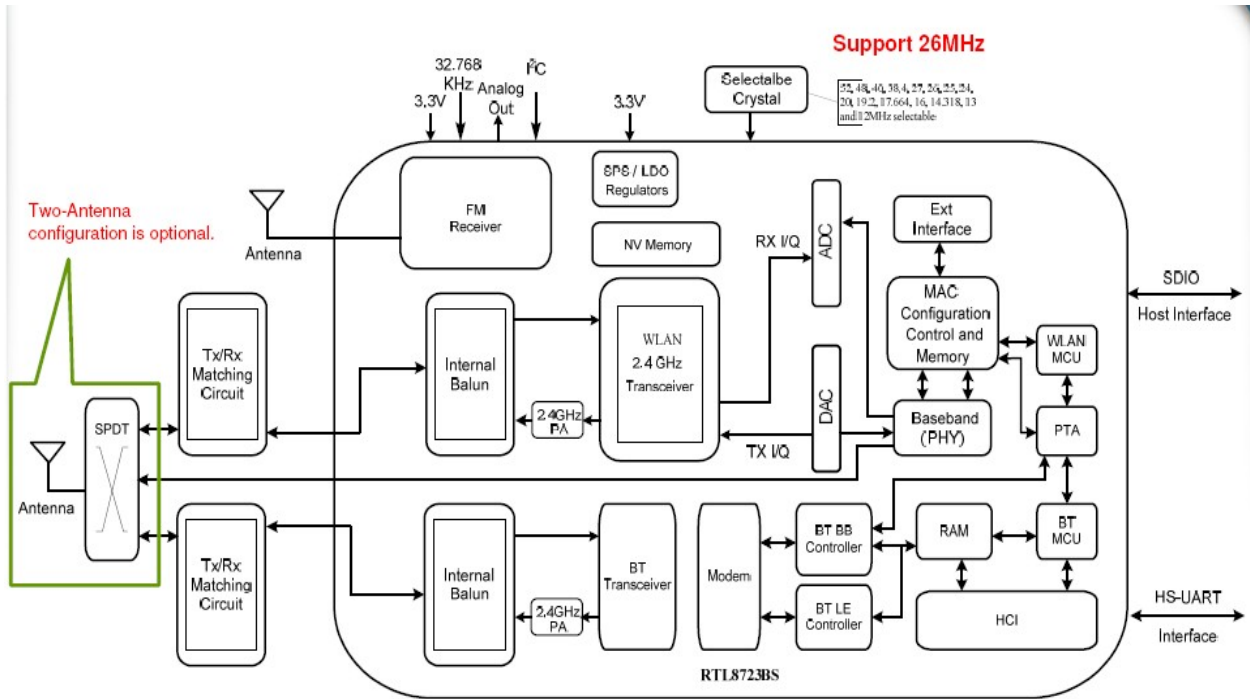 Support 26MHz
32.768
KHz
I²C
Analog
Out
3.3V
3.3V
Selectalbe
Crystal
52, 48, 40, 38.4, 27, 26, 25, 24,
20, 19.2, 17.664, 16, 14.318, 13
and 12MHz selectable
SPS / LDO
Regulators
FM
Receiver
Two-Antenna
configuration is optional.
Antenna
NV Memory
RX I/Q
ADC
Ext
Interface
SDIO
Host Interface
MAC
Configuration
Control and
Memory
WLAN
MCU
Tx/Rx
Matching
Circuit
Internal
Balun
WLAN
2.4 GHz
Transceiver
2.4GHz
PA
DAC
TX I/Q
Baseband
(PHY)
PTA
SPDT
Antenna
Tx/Rx
Matching
Circuit
Internal
Balun
2.4GHz
PA
BT
Transceiver
Modem
BT BB
Controller
RAM
BT
MCU
BT LE
Controller
HCI
HS-UART
Interface
RTL8723BS